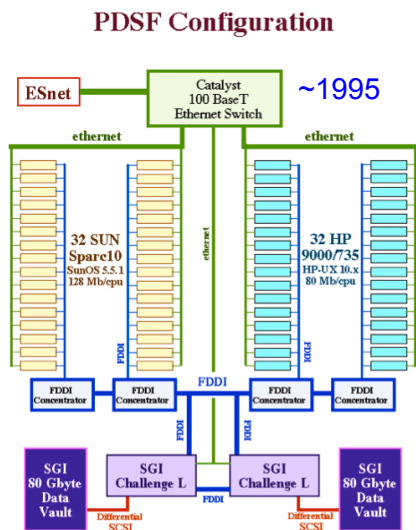 PDSF Configuration
ESnet
Catalyst
100 BaseT
Ethernet Switch
~1995
ethernet
ethernet
32 SUN
Sparc10
SunOS 5.5.1
128 Mb/cpu
ethernet
32 HP
9000/735
HP-UX 10.x
80 Mb/cpu
FDDI
FDDI
FDDI
FDDI
Concentrator
FDDI
Concentrator
FDDI
Concentrator
FDDI
Concentrator
FDDI
FDDI
SGI
80 Gbyte
Data
Vault
SGI
Challenge L
FDDI
SGI
Challenge L
SGI
80 Gbyte
Data
Vault
Differential
SCSI
Differential
SCSI